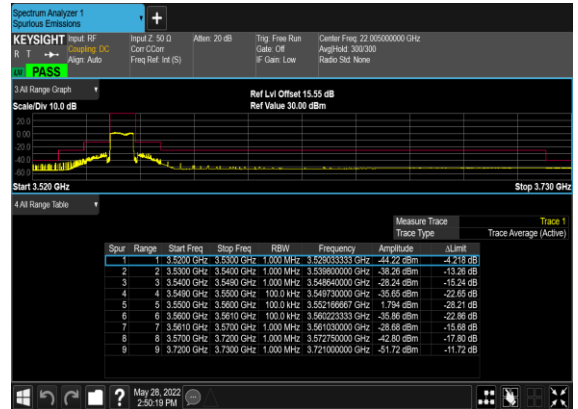 Spectrum Analyzer 1
Spurious Emissions
KEYSIGHT Input: RF Input Z: 50 Ω Atten: 20 dB Trig: Free Run Center Freq: 22.005000000 GHz
R T Coupling: DC Corr CCorr Gate: Off Avg|Hold: 300/300
Align: Auto Freq Ref: Int (S) IF Gain: Low Radio Std: None
PASS
3 All Range Graph
Ref Lvl Offset 15.55 dB
Scale/Div 10.0 dB Ref Value 30.00 dBm
20.0
0.00
-20.0
-40.0
-60.0
Start 3.520 GHz Stop 3.730 GHz
4 All Range Table
Measure Trace Trace 1
Trace Type Trace Average (Active)
Spur Range Start Freq Stop Freq RBW Frequency Amplitude ΔLimit
1 1 3.5200 GHz 3.5300 GHz 1.000 MHz 3.529033333 GHz -44.22 dBm -4.218 dB
2 2 3.5300 GHz 3.5400 GHz 1.000 MHz 3.539800000 GHz -38.26 dBm -13.26 dB
3 3 3.5400 GHz 3.5490 GHz 1.000 MHz 3.548640000 GHz -28.24 dBm -15.24 dB
4 4 3.5490 GHz 3.5500 GHz 100.0 kHz 3.549730000 GHz -35.65 dBm -22.65 dB
5 5 3.5500 GHz 3.5600 GHz 100.0 kHz 3.552166667 GHz 1.794 dBm -28.21 dB
6 6 3.5600 GHz 3.5610 GHz 100.0 kHz 3.560223333 GHz -35.86 dBm -22.86 dB
7 7 3.5610 GHz 3.5700 GHz 1.000 MHz 3.561030000 GHz -28.68 dBm -15.68 dB
8 8 3.5700 GHz 3.7200 GHz 1.000 MHz 3.572750000 GHz -42.80 dBm -17.80 dB
9 9 3.7200 GHz 3.7300 GHz 1.000 MHz 3.721000000 GHz -51.72 dBm -11.72 dB
May 28, 2022
2:50:19 PM